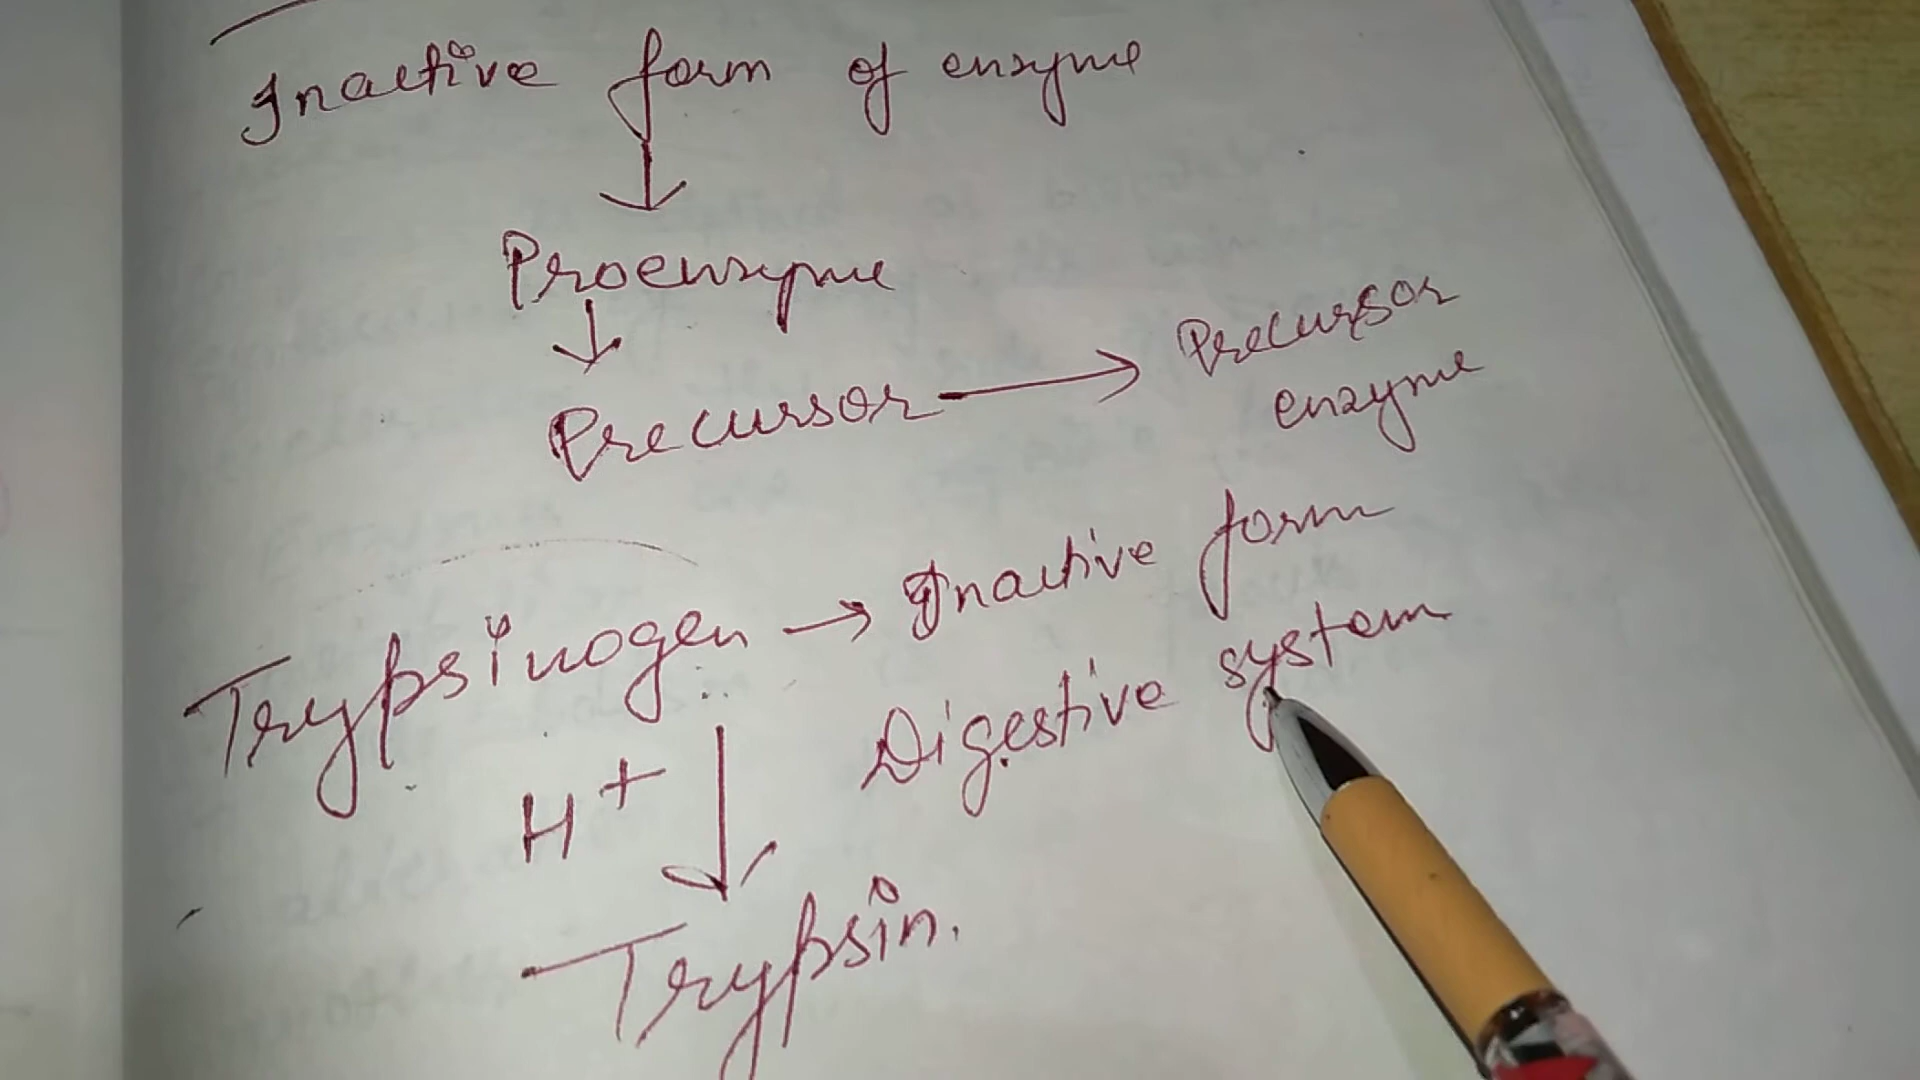 Inactive form of enzyme
↓
Proenzyme
↓
Precursor → Precursor
enzyme
Trypsinogen → Inactive form
H+ ↓ Digestive system
Trypsin.